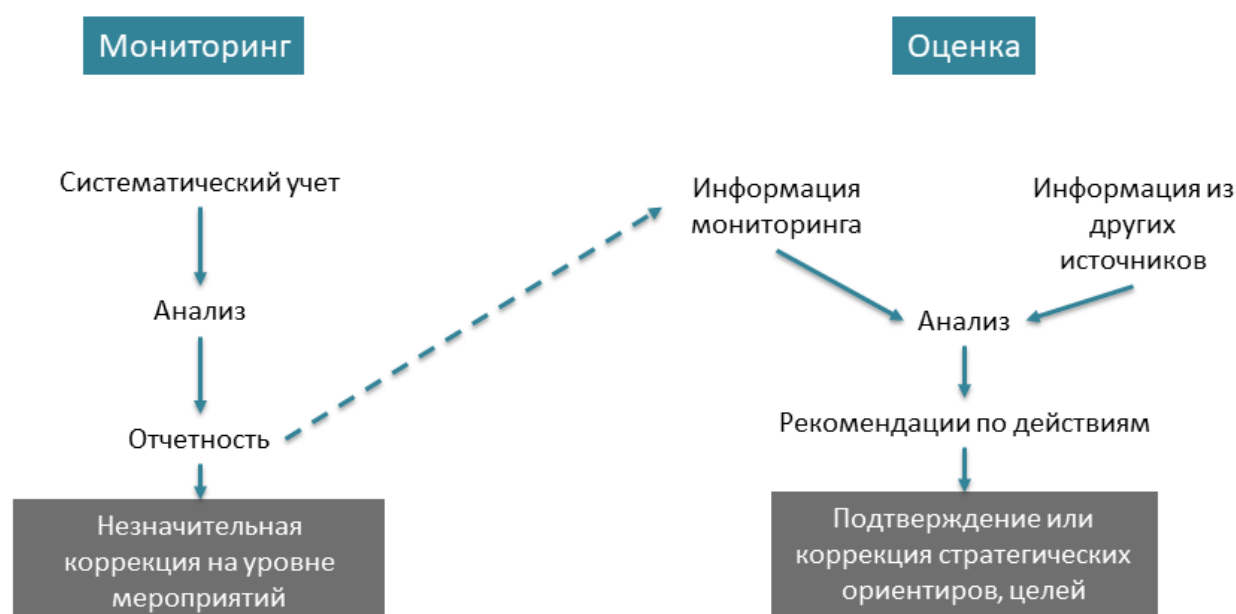 Мониторинг
Оценка
Систематический учет
Анализ
Отчетность
Незначительная
коррекция на уровне
мероприятий
Информация
мониторинга
Информация из
других
источников
Анализ
Рекомендации по действиям
Подтверждение или
коррекция стратегических
ориентиров, целей